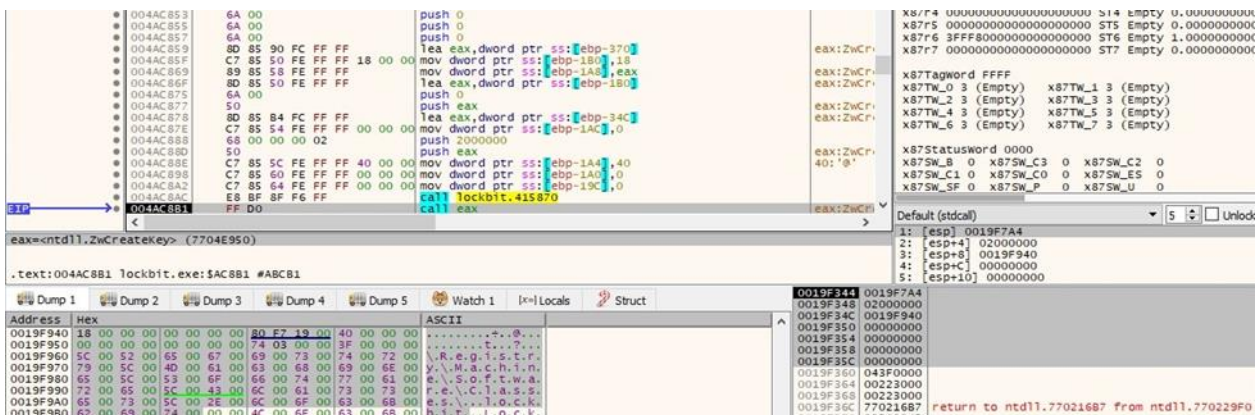 004AC853 6A 00 push 0
004AC855 6A 00 push 0
004AC857 6A 00 push 0
004AC859 8D 85 90 FC FF FF lea eax,dword ptr ss:[ebp-370] eax:ZwCre
004AC85F C7 85 50 FE FF FF 18 00 00 mov dword ptr ss:[ebp-1B0],18
004AC869 89 85 58 FE FF FF mov dword ptr ss:[ebp-1A8],eax eax:ZwCr
004AC86F 8D 85 50 FE FF FF lea eax,dword ptr ss:[ebp-1B0] eax:ZwCr
004AC875 6A 00 push 0
004AC877 50 push eax eax:ZwCr
004AC878 8D 85 B4 FC FF FF lea eax,dword ptr ss:[ebp-34C] eax:ZwCr
004AC87E C7 85 54 FE FF FF 00 00 00 mov dword ptr ss:[ebp-1AC],0
004AC888 68 00 00 00 02 push 2000000
004AC88D 50 push eax eax:ZwCr
004AC88E C7 85 5C FE FF FF 40 00 00 mov dword ptr ss:[ebp-1A4],40 40:'@'
004AC898 C7 85 60 FE FF FF 00 00 00 mov dword ptr ss:[ebp-1A0],0
004AC8A2 C7 85 64 FE FF FF 00 00 00 mov dword ptr ss:[ebp-19C],0
004AC8AC E8 BF 8F F6 FF call lockbit.415870
EIP 004AC8B1 FF D0 call eax eax:ZwCr
x87r4 00000000000000000000 ST4 Empty 0.0000000000
x87r5 00000000000000000000 ST5 Empty 0.0000000000
x87r6 3FFF8000000000000000 ST6 Empty 1.0000000000
x87r7 00000000000000000000 ST7 Empty 0.0000000000
x87TagWord FFFF
x87TW_0 3 (Empty) x87TW_1 3 (Empty)
x87TW_2 3 (Empty) x87TW_3 3 (Empty)
x87TW_4 3 (Empty) x87TW_5 3 (Empty)
x87TW_6 3 (Empty) x87TW_7 3 (Empty)
x87StatusWord 0000
x87SW_B 0 x87SW_C3 0 x87SW_C2 0
x87SW_C1 0 x87SW_C0 0 x87SW_ES 0
x87SW_SF 0 x87SW_P 0 x87SW_U 0
Default (stdcall) 5 Unlock
1: [esp] 0019F7A4
2: [esp+4] 02000000
3: [esp+8] 0019F940
4: [esp+C] 00000000
5: [esp+10] 00000000
eax=<ntdll.ZwCreateKey> (7704E950)
.text:004AC8B1 lockbit.exe:$AC8B1 #ABCB1
Dump 1 Dump 2 Dump 3 Dump 4 Dump 5 Watch 1 [x=] Locals Struct
Address Hex ASCII
0019F940 18 00 00 00 00 00 00 00 80 F7 19 00 40 00 00 00 .........÷..@...
0019F950 00 00 00 00 00 00 00 00 74 03 00 00 3F 00 00 00 ........t...?...
0019F960 5C 00 52 00 65 00 67 00 69 00 73 00 74 00 72 00 \.R.e.g.i.s.t.r.
0019F970 79 00 5C 00 4D 00 61 00 63 00 68 00 69 00 6E 00 y.\.M.a.c.h.i.n.
0019F980 65 00 5C 00 53 00 6F 00 66 00 74 00 77 00 61 00 e.\.S.o.f.t.w.a.
0019F990 72 00 65 00 5C 00 43 00 6C 00 61 00 73 00 73 00 r.e.\.C.l.a.s.s.
0019F9A0 65 00 73 00 5C 00 2E 00 6C 00 6F 00 63 00 6B 00 e.s.\...l.o.c.k.
0019F9B0 62 00 69 00 74 00 00 00 4C 00 6F 00 63 00 6B 00 b.i.t...L.o.c.k.
0019F344 0019F7A4
0019F348 02000000
0019F34C 0019F940
0019F350 00000000
0019F354 00000000
0019F358 00000000
0019F35C 00000000
0019F360 043F0000
0019F364 00223000
0019F368 00223000
0019F36C 770216B7 return to ntdll.770216B7 from ntdll.770229F0